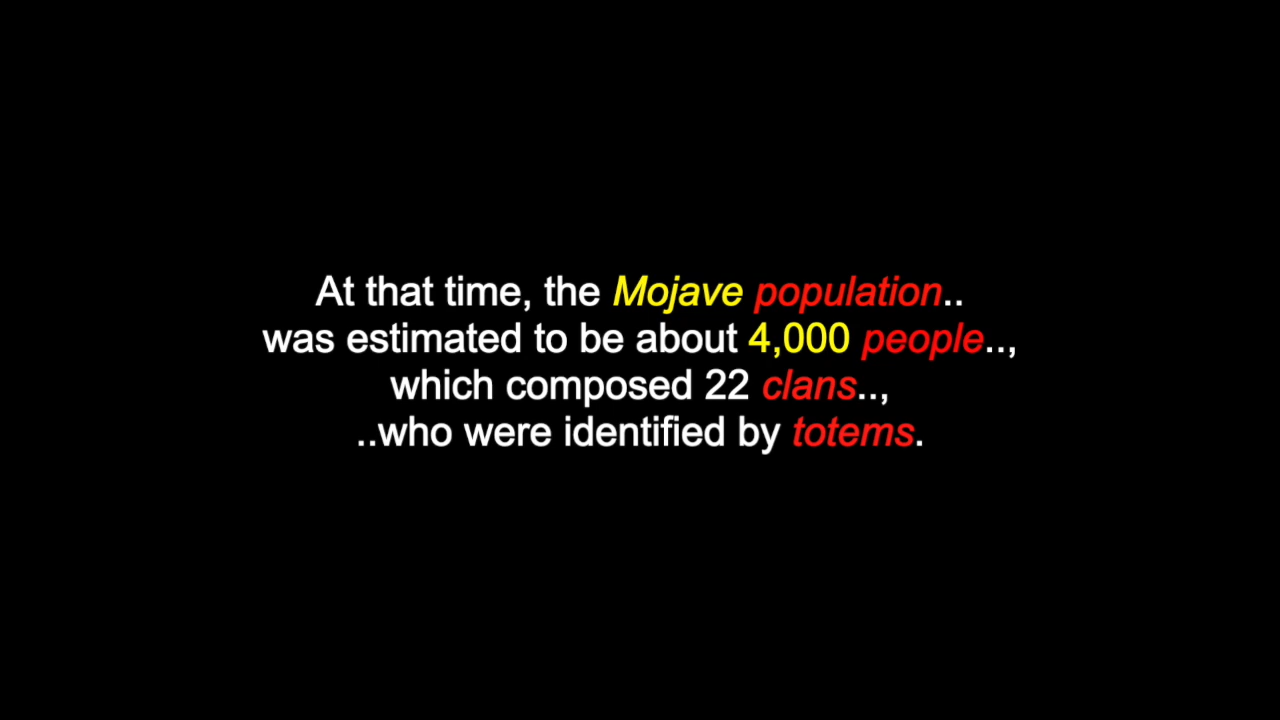 At that time, the Mojave population..
was estimated to be about 4,000 people..,
which composed 22 clans..,
..who were identified by totems.